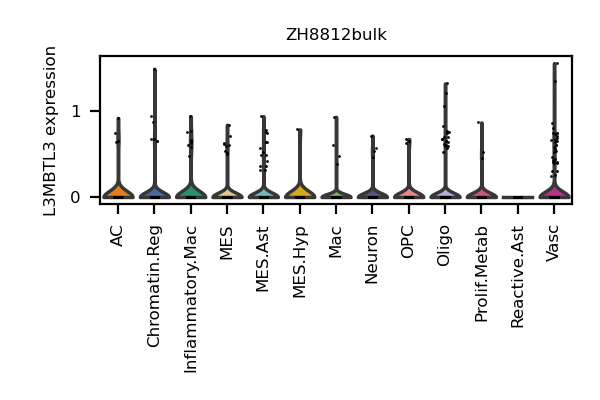 ZH8812bulk
L3MBTL3 expression
1
0
AC
Chromatin.Reg
Inflammatory.Mac
MES
MES.Ast
MES.Hyp
Mac
Neuron
OPC
Oligo
Prolif.Metab
Reactive.Ast
Vasc